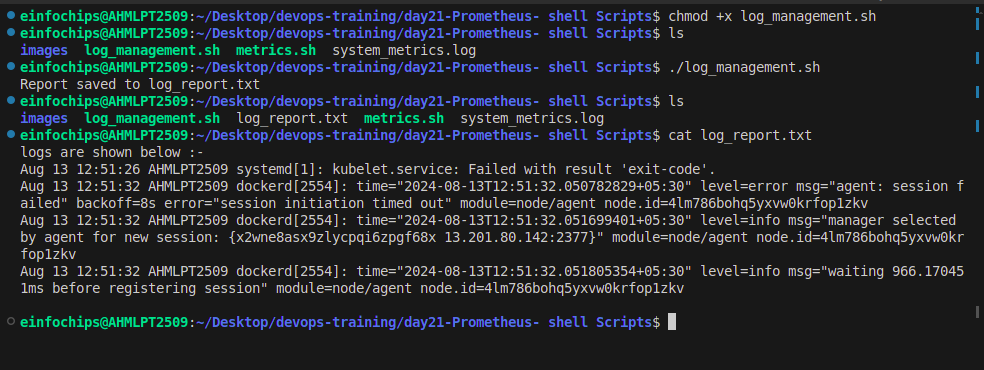 einfochips@AHMLPT2509:~/Desktop/devops-training/day21-Prometheus- shell Scripts$ chmod +x log_management.sh
einfochips@AHMLPT2509:~/Desktop/devops-training/day21-Prometheus- shell Scripts$ ls
images  log_management.sh  metrics.sh  system_metrics.log
einfochips@AHMLPT2509:~/Desktop/devops-training/day21-Prometheus- shell Scripts$ ./log_management.sh
Report saved to log_report.txt
einfochips@AHMLPT2509:~/Desktop/devops-training/day21-Prometheus- shell Scripts$ ls
images  log_management.sh  log_report.txt  metrics.sh  system_metrics.log
einfochips@AHMLPT2509:~/Desktop/devops-training/day21-Prometheus- shell Scripts$ cat log_report.txt
logs are shown below :-
Aug 13 12:51:26 AHMLPT2509 systemd[1]: kubelet.service: Failed with result 'exit-code'.
Aug 13 12:51:32 AHMLPT2509 dockerd[2554]: time="2024-08-13T12:51:32.050782829+05:30" level=error msg="agent: session f
ailed" backoff=8s error="session initiation timed out" module=node/agent node.id=4lm786bohq5yxvw0krfop1zkv
Aug 13 12:51:32 AHMLPT2509 dockerd[2554]: time="2024-08-13T12:51:32.051699401+05:30" level=info msg="manager selected 
by agent for new session: {x2wne8asx9zlycpqi6zpgf68x 13.201.80.142:2377}" module=node/agent node.id=4lm786bohq5yxvw0kr
fop1zkv
Aug 13 12:51:32 AHMLPT2509 dockerd[2554]: time="2024-08-13T12:51:32.051805354+05:30" level=info msg="waiting 966.17045
1ms before registering session" module=node/agent node.id=4lm786bohq5yxvw0krfop1zkv
einfochips@AHMLPT2509:~/Desktop/devops-training/day21-Prometheus- shell Scripts$